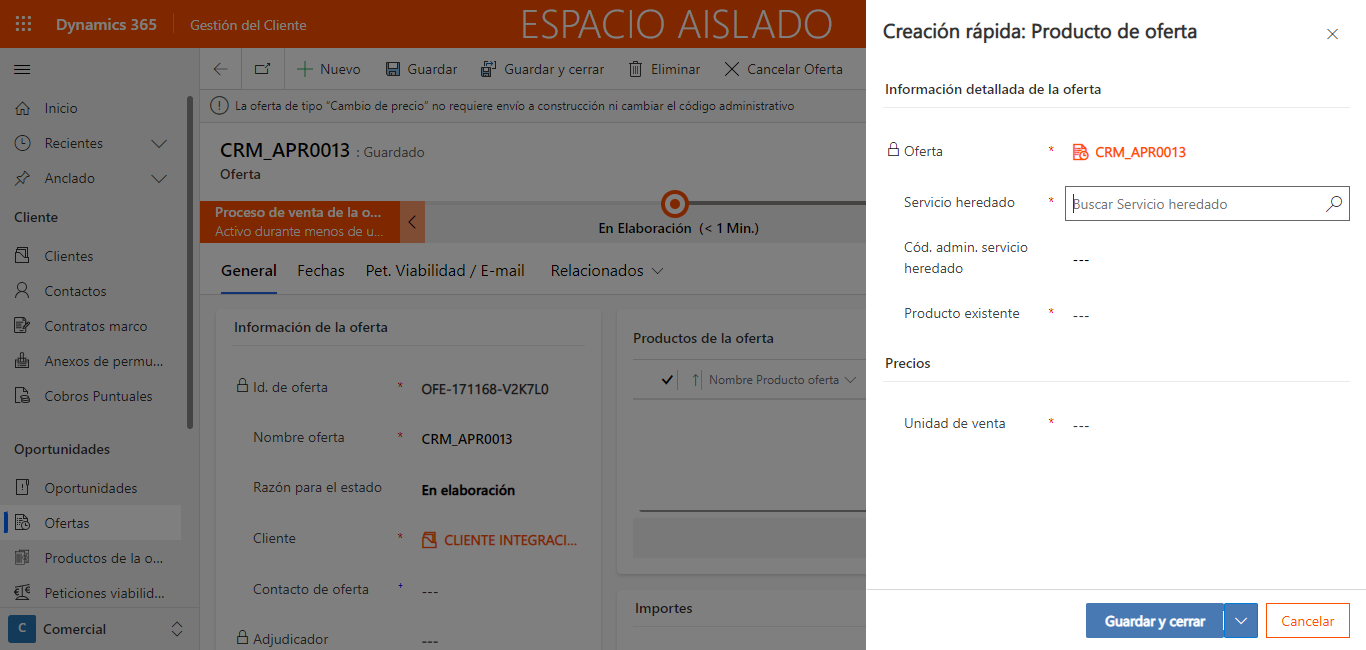 Dynamics 365
Gestión del Cliente
ESPACIO AISLADO
Nuevo
Guardar
Guardar y cerrar
Eliminar
Cancelar Oferta
La oferta de tipo “Cambio de precio” no requiere envío a construcción ni cambiar el código administrativo
Inicio
Recientes
Anclado
Cliente
Clientes
Contactos
Contratos marco
Anexos de permu...
Cobros Puntuales
Oportunidades
Oportunidades
Ofertas
Productos de la o...
Peticiones viabilid...
C
Comercial
CRM_APR0013 : Guardado
Oferta
Proceso de venta de la o...
Activo durante menos de u...
En Elaboración (< 1 Min.)
General
Fechas
Pet. Viabilidad / E-mail
Relacionados
Información de la oferta
Id. de oferta * OFE-171168-V2K7L0
Nombre oferta * CRM_APR0013
Razón para el estado En elaboración
Cliente * CLIENTE INTEGRACI...
Contacto de oferta + ---
Adjudicador ---
Productos de la oferta
Nombre Producto oferta
Importes
Creación rápida: Producto de oferta
Información detallada de la oferta
Oferta * CRM_APR0013
Servicio heredado * Buscar Servicio heredado
Cód. admin. servicio
heredado
---
Producto existente * ---
Precios
Unidad de venta * ---
Guardar y cerrar
Cancelar